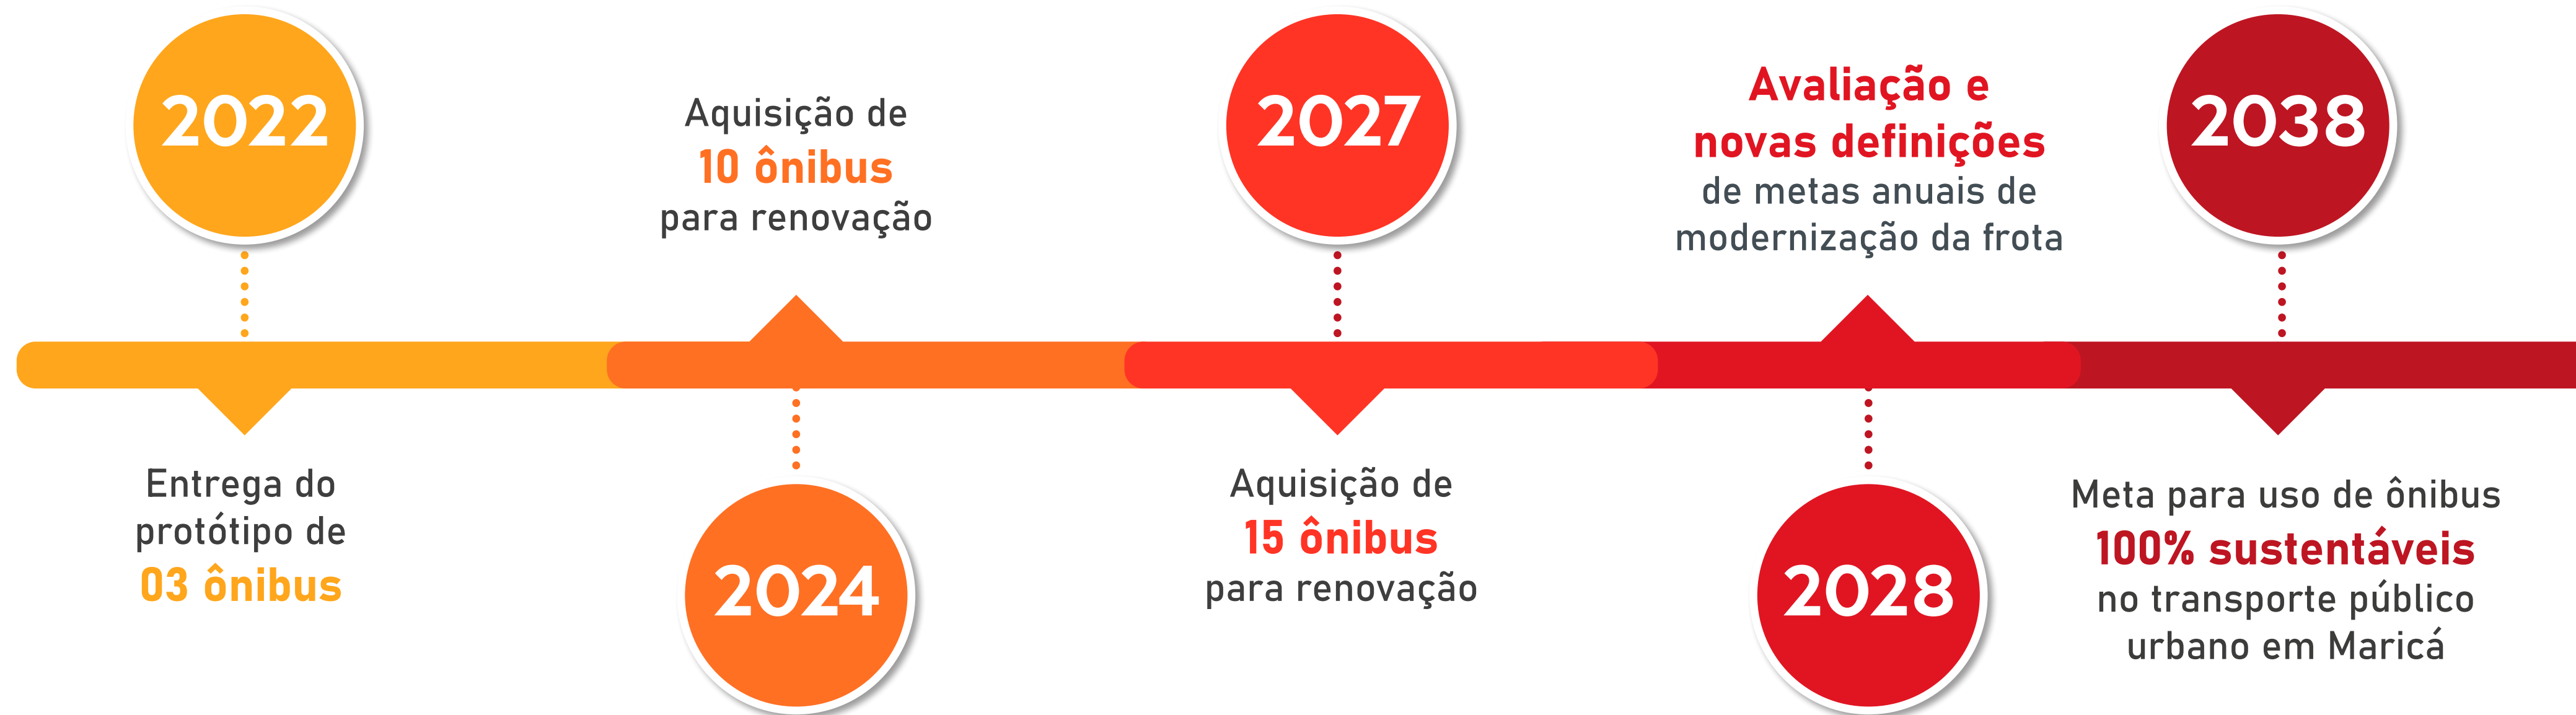 2022
Entrega do
protótipo de
03 ônibus
Aquisição de
10 ônibus
para renovação
2024
2027
Aquisição de
15 ônibus
para renovação
Avaliação e
novas definições
de metas anuais de
modernização da frota
2028
2038
Meta para uso de ônibus
100% sustentáveis
no transporte público
urbano em Maricá